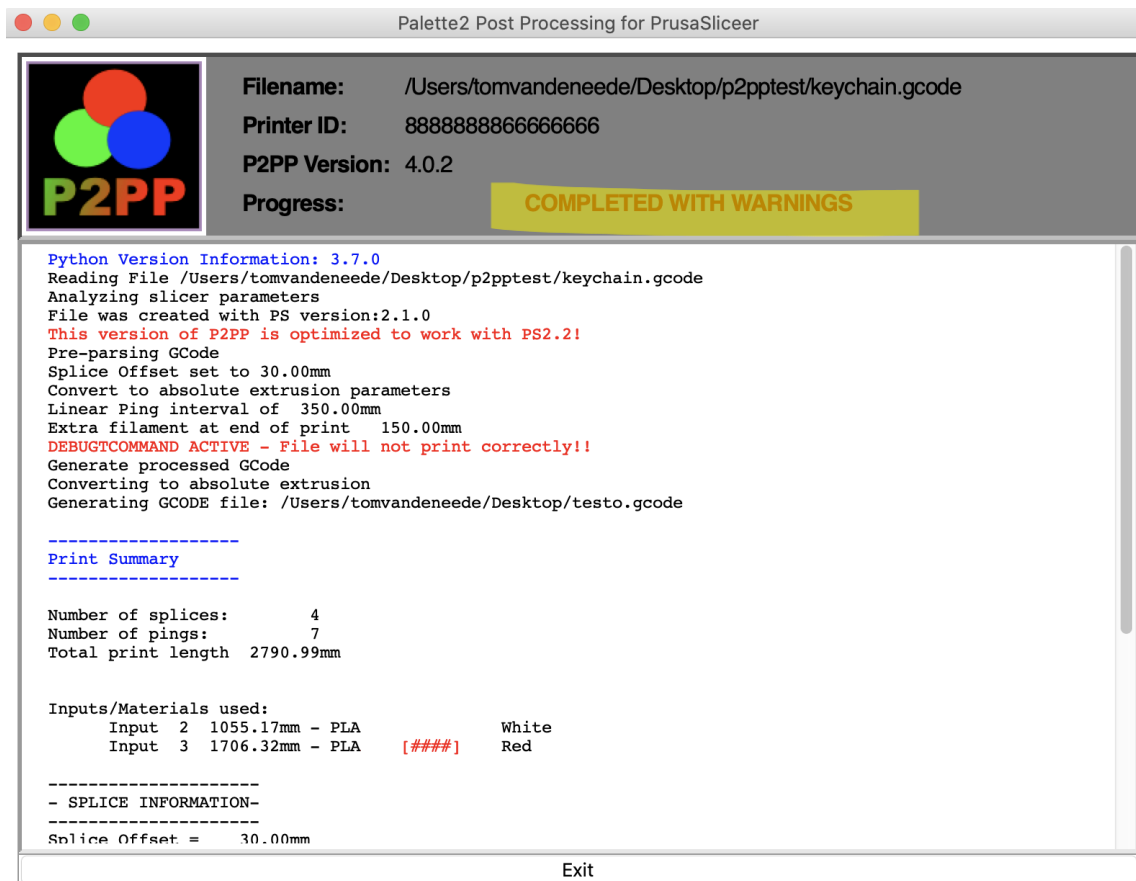 Palette2 Post Processing for PrusaSliceer
P2PP
Filename: /Users/tomvandeneede/Desktop/p2pptest/keychain.gcode
Printer ID: 8888888866666666
P2PP Version: 4.0.2
Progress: COMPLETED WITH WARNINGS
Python Version Information: 3.7.0
Reading File /Users/tomvandeneede/Desktop/p2pptest/keychain.gcode
Analyzing slicer parameters
File was created with PS version:2.1.0
This version of P2PP is optimized to work with PS2.2!
Pre-parsing GCode
Splice Offset set to 30.00mm
Convert to absolute extrusion parameters
Linear Ping interval of  350.00mm
Extra filament at end of print   150.00mm
DEBUGTCOMMAND ACTIVE - File will not print correctly!!
Generate processed GCode
Converting to absolute extrusion
Generating GCODE file: /Users/tomvandeneede/Desktop/testo.gcode
-------------------
Print Summary
-------------------
Number of splices:        4
Number of pings:          7
Total print length  2790.99mm
Inputs/Materials used:
Input  2  1055.17mm - PLA              White
Input  3  1706.32mm - PLA    [####]    Red
---------------------
- SPLICE INFORMATION-
---------------------
Splice Offset =    30.00mm
Exit